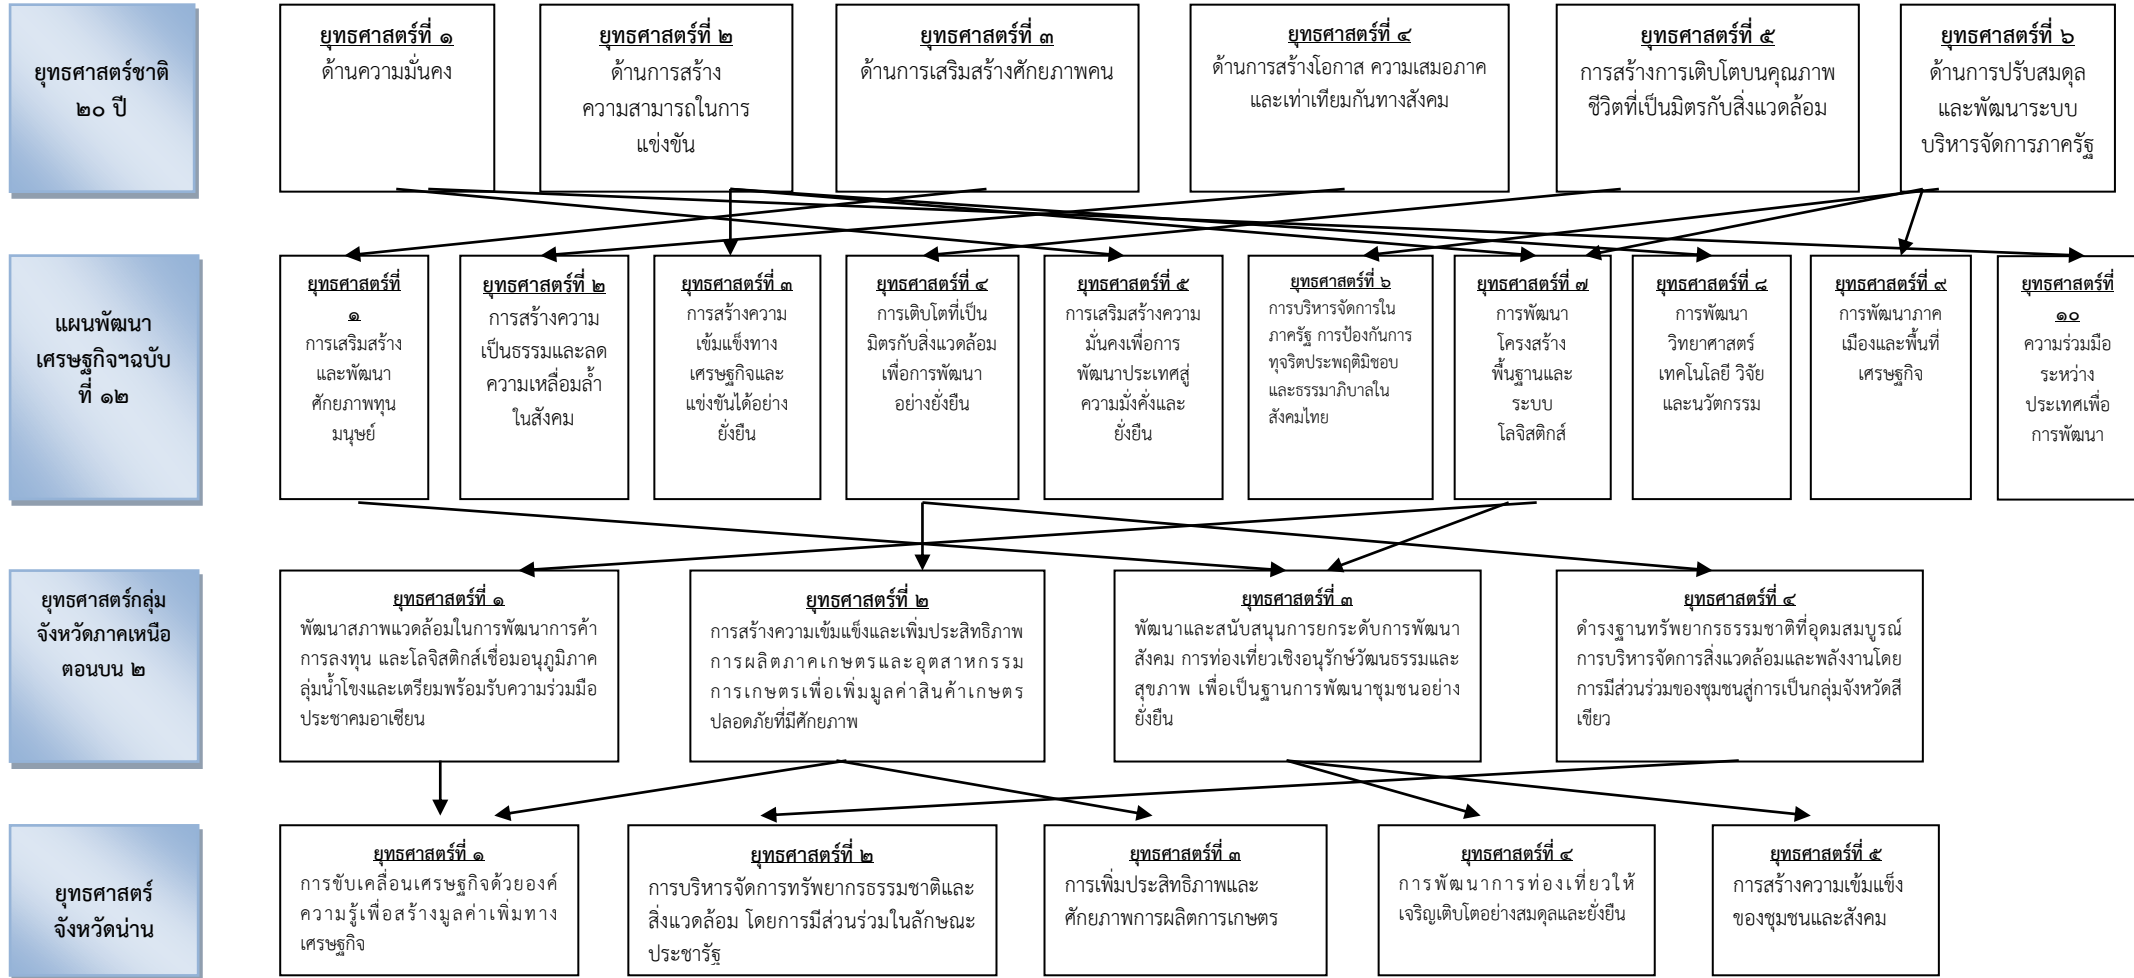 ยุทธศาสตร์ชาติ
๒๐ ปี
ยุทธศาสตร์ที่ ๑
ด้านความมั่นคง
ยุทธศาสตร์ที่ ๒
ด้านการสร้าง
ความสามารถในการ
แข่งขัน
ยุทธศาสตร์ที่ ๓
ด้านการเสริมสร้างศักยภาพคน
ยุทธศาสตร์ที่ ๔
ด้านการสร้างโอกาส ความเสมอภาค
และเท่าเทียมกันทางสังคม
ยุทธศาสตร์ที่ ๕
การสร้างการเติบโตบนคุณภาพ
ชีวิตที่เป็นมิตรกับสิ่งแวดล้อม
ยุทธศาสตร์ที่ ๖
ด้านการปรับสมดุล
และพัฒนาระบบ
บริหารจัดการภาครัฐ
แผนพัฒนา
เศรษฐกิจฯฉบับ
ที่ ๑๒
ยุทธศาสตร์ที่
๑
การเสริมสร้าง
และพัฒนา
ศักยภาพทุน
มนุษย์
ยุทธศาสตร์ที่ ๒
การสร้างความ
เป็นธรรมและลด
ความเหลื่อมล้ำ
ในสังคม
ยุทธศาสตร์ที่ ๓
การสร้างความ
เข้มแข็งทาง
เศรษฐกิจและ
แข่งขันได้อย่าง
ยั่งยืน
ยุทธศาสตร์ที่ ๔
การเติบโตที่เป็น
มิตรกับสิ่งแวดล้อม
เพื่อการพัฒนา
อย่างยั่งยืน
ยุทธศาสตร์ที่ ๕
การเสริมสร้างความ
มั่นคงเพื่อการ
พัฒนาประเทศสู่
ความมั่งคั่งและ
ยั่งยืน
ยุทธศาสตร์ที่ ๖
การบริหารจัดการใน
ภาครัฐ การป้องกันการ
ทุจริตประพฤติมิชอบ
และธรรมาภิบาลใน
สังคมไทย
ยุทธศาสตร์ที่ ๗
การพัฒนา
โครงสร้าง
พื้นฐานและ
ระบบ
โลจิสติกส์
ยุทธศาสตร์ที่ ๘
การพัฒนา
วิทยาศาสตร์
เทคโนโลยี วิจัย
และนวัตกรรม
ยุทธศาสตร์ที่ ๙
การพัฒนาภาค
เมืองและพื้นที่
เศรษฐกิจ
ยุทธศาสตร์ที่
๑๐
ความร่วมมือ
ระหว่าง
ประเทศเพื่อ
การพัฒนา
ยุทธศาสตร์กลุ่ม
จังหวัดภาคเหนือ
ตอนบน ๒
ยุทธศาสตร์ที่ ๑
พัฒนาสภาพแวดล้อมในการพัฒนาการค้า
การลงทุน และโลจิสติกส์เชื่อมอนุภูมิภาค
ลุ่มน้ำโขงและเตรียมพร้อมรับความร่วมมือ
ประชาคมอาเซียน
ยุทธศาสตร์ที่ ๒
การสร้างความเข้มแข็งและเพิ่มประสิทธิภาพ
การผลิตภาคเกษตรและอุตสาหกรรม
การเกษตรเพื่อเพิ่มมูลค่าสินค้าเกษตร
ปลอดภัยที่มีศักยภาพ
ยุทธศาสตร์ที่ ๓
พัฒนาและสนับสนุนการยกระดับการพัฒนา
สังคม การท่องเที่ยวเชิงอนุรักษ์วัฒนธรรมและ
สุขภาพ เพื่อเป็นฐานการพัฒนาชุมชนอย่าง
ยั่งยืน
ยุทธศาสตร์ที่ ๔
ดำรงฐานทรัพยากรธรรมชาติที่อุดมสมบูรณ์
การบริหารจัดการสิ่งแวดล้อมและพลังงานโดย
การมีส่วนร่วมของชุมชนสู่การเป็นกลุ่มจังหวัดสี
เขียว
ยุทธศาสตร์
จังหวัดน่าน
ยุทธศาสตร์ที่ ๑
การขับเคลื่อนเศรษฐกิจด้วยองค์
ความรู้เพื่อสร้างมูลค่าเพิ่มทาง
เศรษฐกิจ
ยุทธศาสตร์ที่ ๒
การบริหารจัดการทรัพยากรธรรมชาติและ
สิ่งแวดล้อม โดยการมีส่วนร่วมในลักษณะ
ประชารัฐ
ยุทธศาสตร์ที่ ๓
การเพิ่มประสิทธิภาพและ
ศักยภาพการผลิตการเกษตร
ยุทธศาสตร์ที่ ๔
การพัฒนาการท่องเที่ยวให้
เจริญเติบโตอย่างสมดุลและยั่งยืน
ยุทธศาสตร์ที่ ๕
การสร้างความเข้มแข็ง
ของชุมชนและสังคม